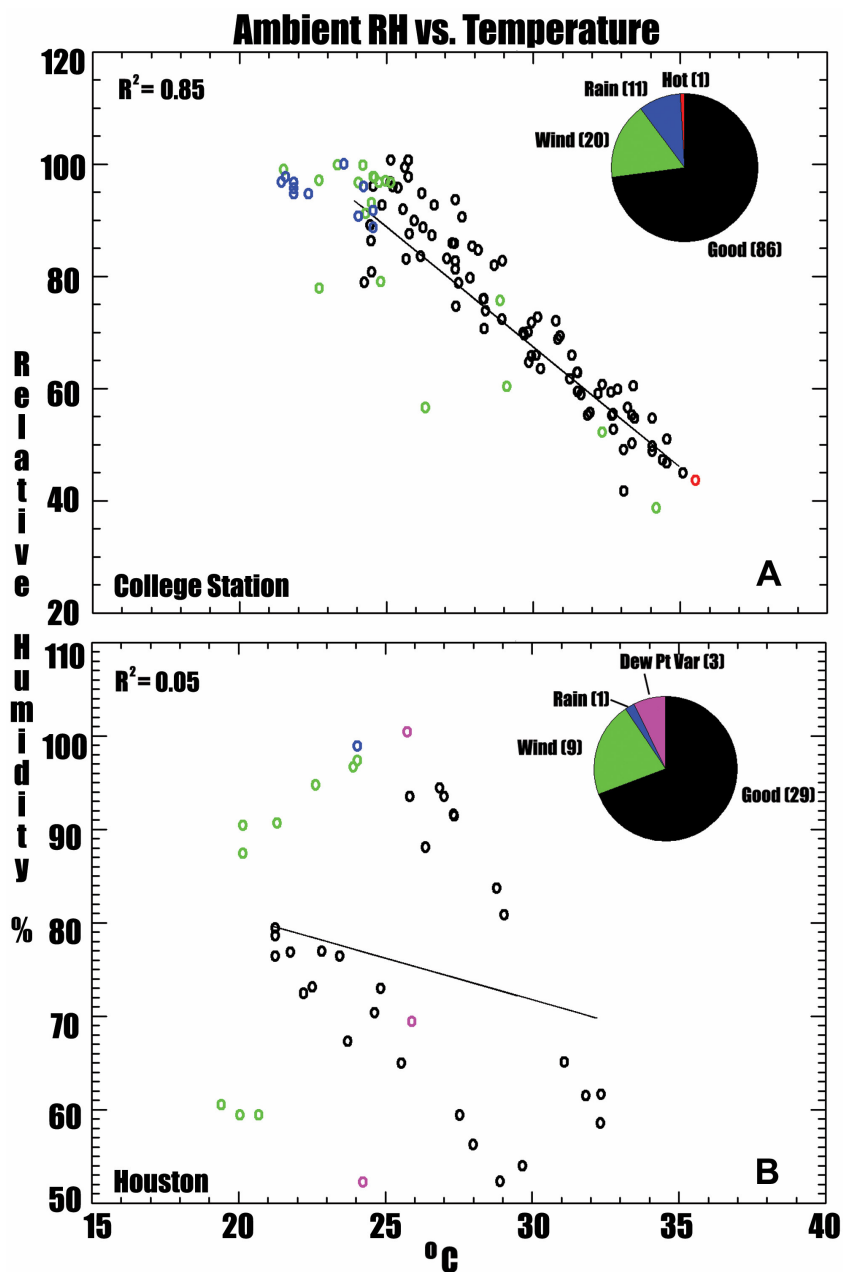 Ambient RH vs. Temperature
120
R²= 0.85
Hot (1)
Rain (11)
Wind (20)
Good (86)
100
80
60
40
20
College Station
A
Relative
Humidity
%
110
R²= 0.05
Dew Pt Var (3)
Rain (1)
Wind (9)
Good (29)
100
90
80
70
60
50
Houston
B
15 20 25 30 35 40
ºC